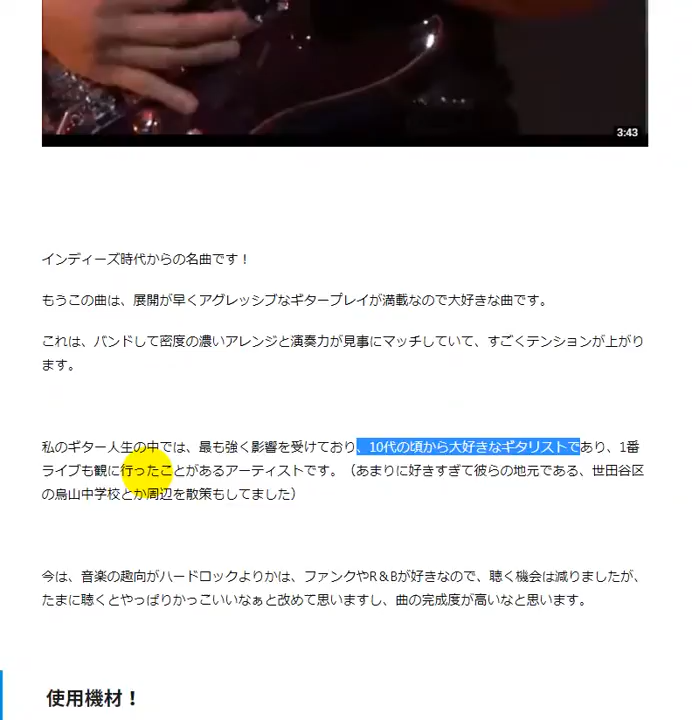 3:43
インディーズ時代からの名曲です！
もうこの曲は、展開が早くアグレッシブなギタープレイが満載なので大好きな曲です。
これは、バンドして密度の濃いアレンジと演奏力が見事にマッチしていて、すごくテンションが上がり
ます。
私のギター人生の中では、最も強く影響を受けており、10代の頃から大好きなギタリストであり、1番
ライブも観に行ったことがあるアーティストです。（あまりに好きすぎて彼らの地元である、世田谷区
の烏山中学校とか周辺を散策もしてました）
今は、音楽の趣向がハードロックよりかは、ファンクやR＆Bが好きなので、聴く機会は減りましたが、
たまに聴くとやっぱりかっこいいなぁと改めて思いますし、曲の完成度が高いなと思います。
使用機材！